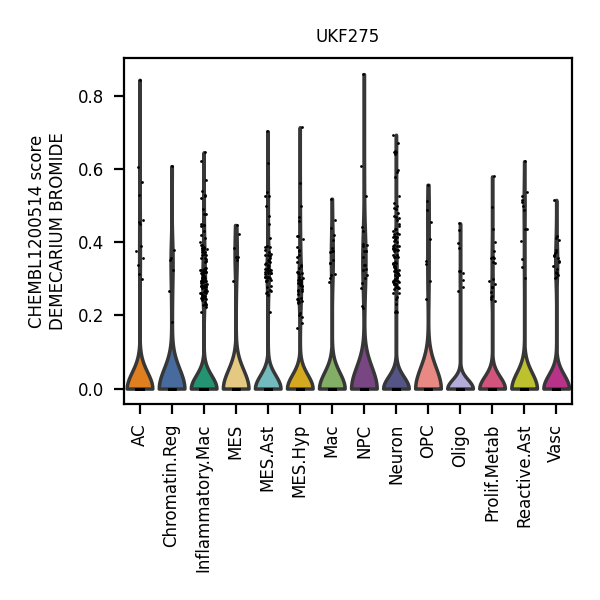 UKF275
CHEMBL1200514 score
DEMECARIUM BROMIDE
0.8
0.6
0.4
0.2
0.0
AC
Chromatin.Reg
Inflammatory.Mac
MES
MES.Ast
MES.Hyp
Mac
NPC
Neuron
OPC
Oligo
Prolif.Metab
Reactive.Ast
Vasc